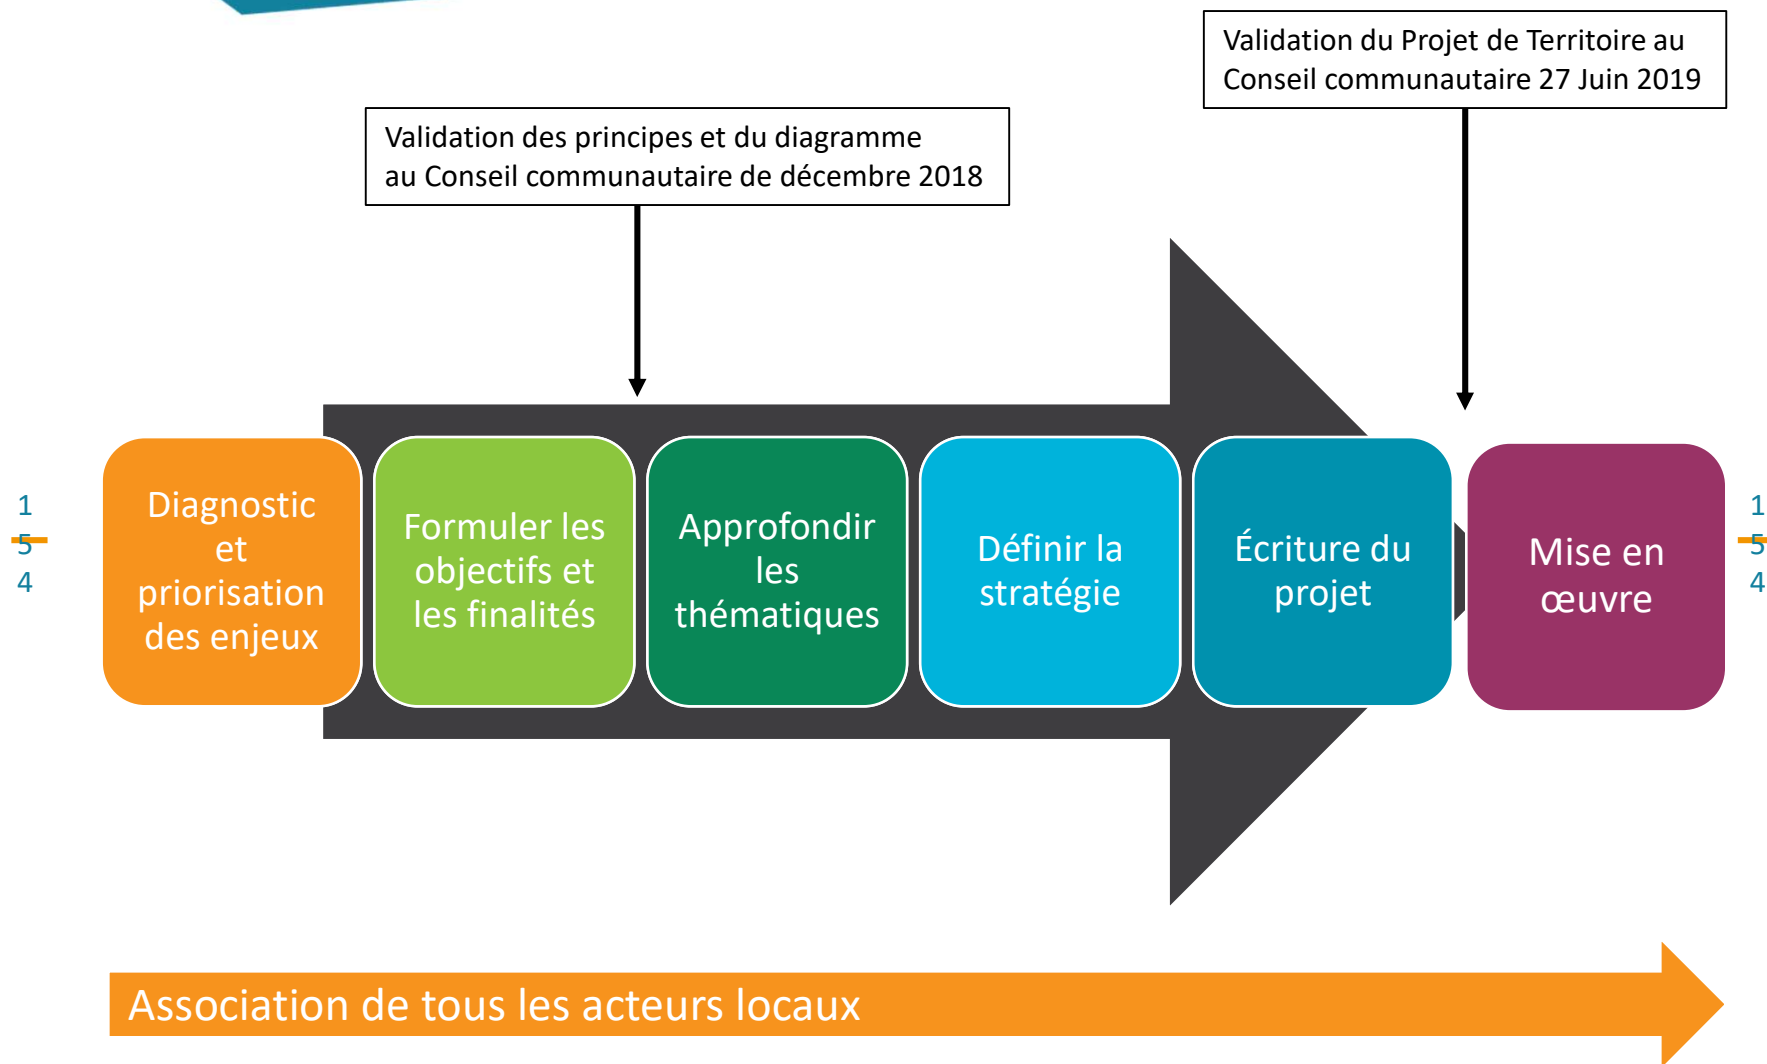 Validation du Projet de Territoire au
Conseil communautaire 27 Juin 2019
Validation des principes et du diagramme
au Conseil communautaire de décembre 2018
1
5
4
Diagnostic
et
priorisation
des enjeux
Formuler les
objectifs et
les finalités
Approfondir
les
thématiques
Définir la
stratégie
Écriture du
projet
Mise en
œuvre
1
5
4
Association de tous les acteurs locaux